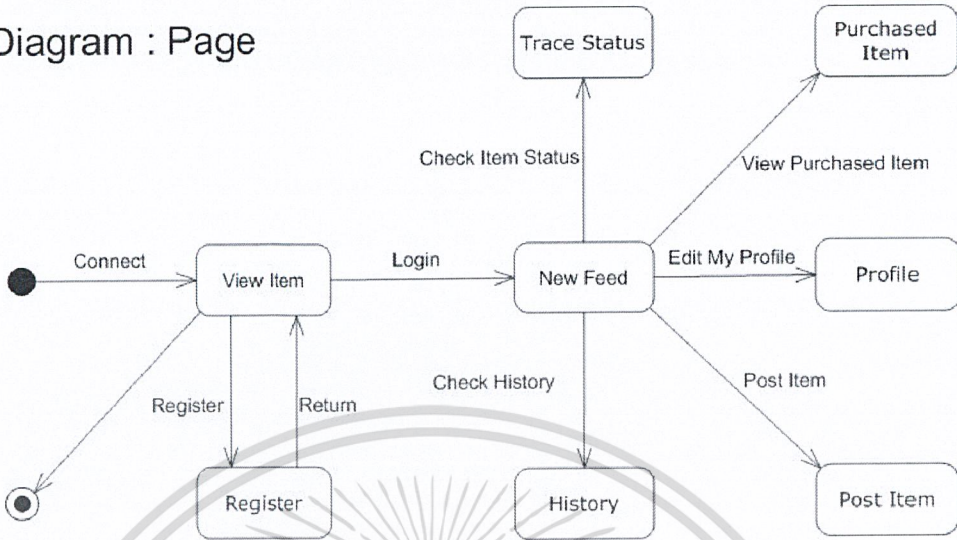 Diagram : Page
Trace Status
Purchased
Item
Check Item Status
View Purchased Item
Connect
View Item
Login
New Feed
Edit My Profile
Profile
Register
Return
Check History
Post Item
Register
History
Post Item